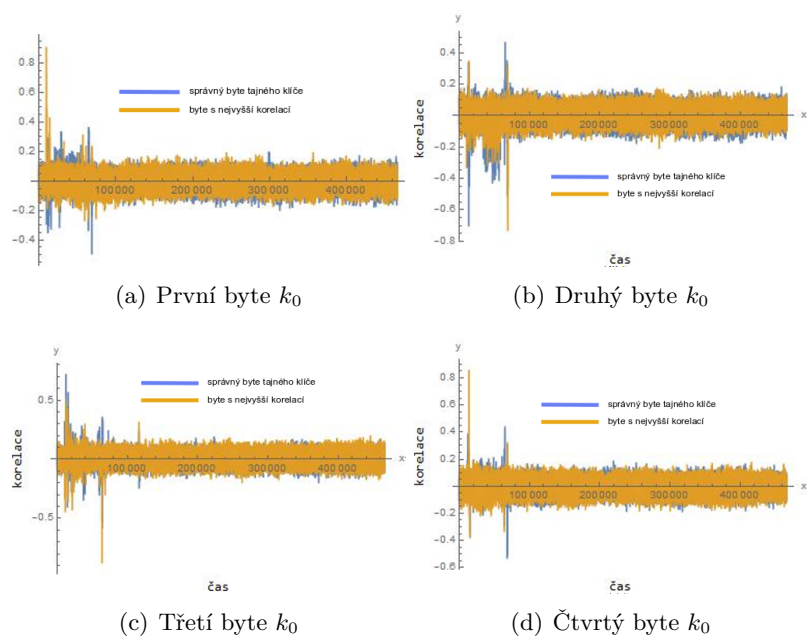 0.8
0.6
0.4
0.2
−0.2
−0.4
100 000
200 000
300 000
400 000
správný byte tajného klíče
byte s nejvyšší korelací
(a) První byte k₀
y
0.4
0.2
−0.2
−0.4
−0.6
−0.8
korelace
100 000
200 000
300 000
400 000
x
správný byte tajného klíče
byte s nejvyšší korelací
čas
(b) Druhý byte k₀
y
0.5
−0.5
korelace
100 000
200 000
300 000
400 000
x
správný byte tajného klíče
byte s nejvyšší korelací
čas
(c) Třetí byte k₀
y
0.8
0.6
0.4
0.2
−0.2
−0.4
−0.6
korelace
100 000
200 000
300 000
400 000
x
správný byte tajného klíče
byte s nejvyšší korelací
čas
(d) Čtvrtý byte k₀